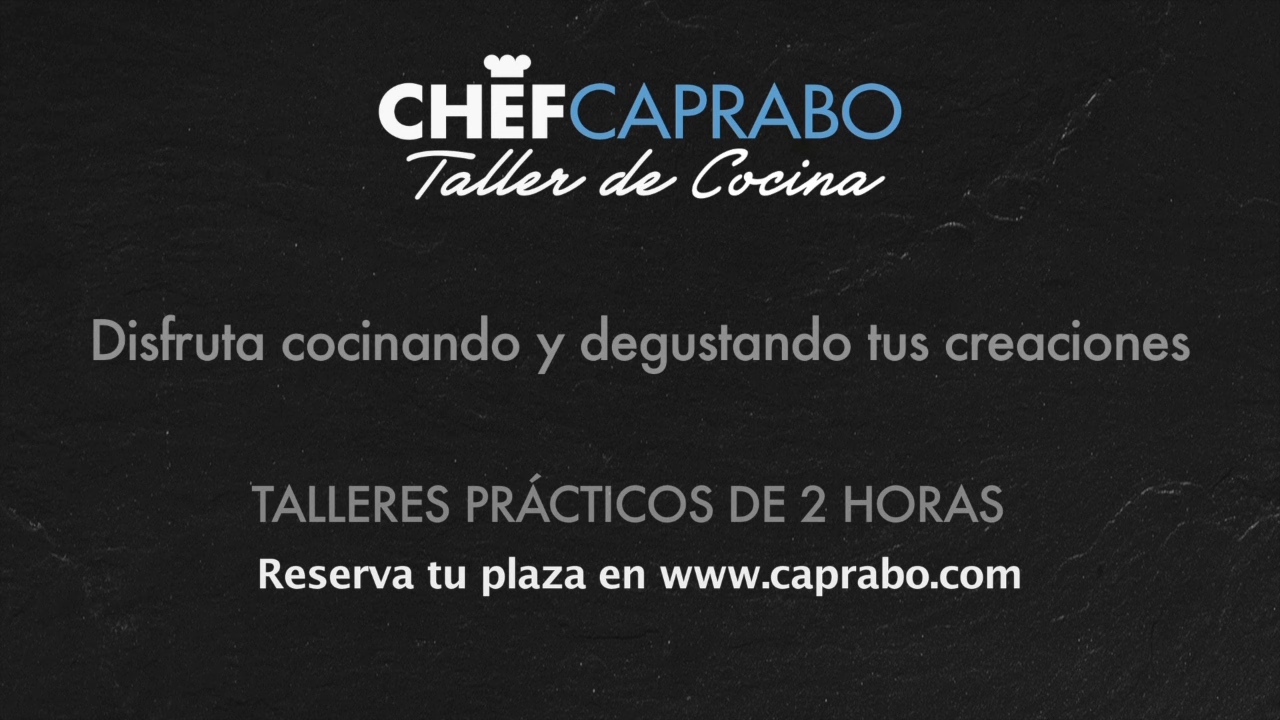 CHEFCAPRABO
Taller de Cocina
Disfruta cocinando y degustando tus creaciones
TALLERES PRÁCTICOS DE 2 HORAS
Reserva tu plaza en www.caprabo.com